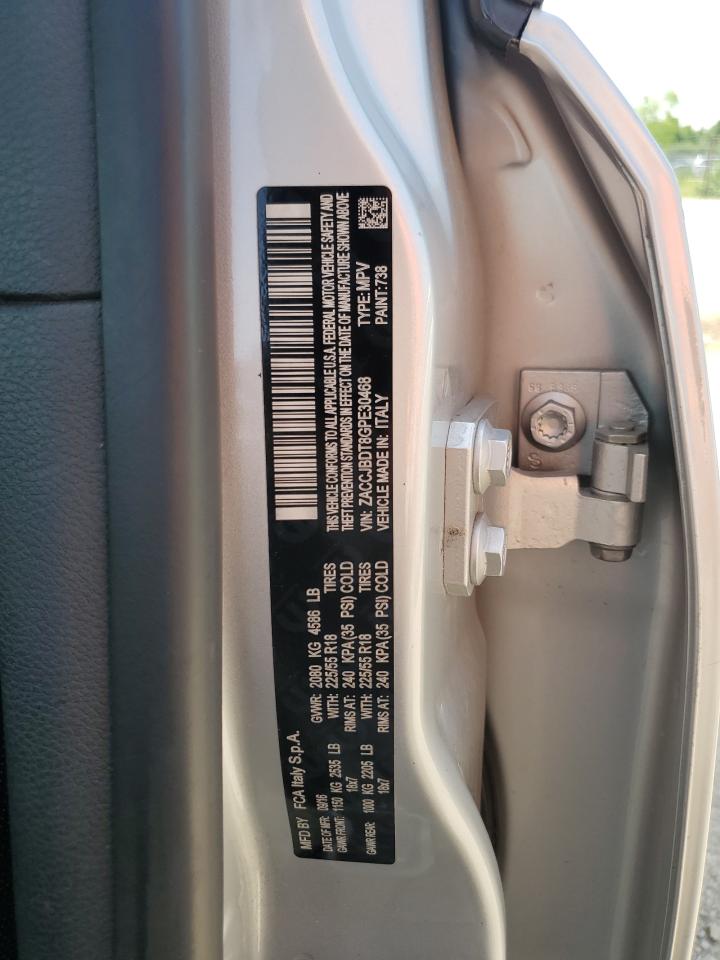 MFD BY FCA Italy S.p.A.
DATE OF MFR: 09/16 GVWR: 2080 KG 4586 LB
GAWR FRONT: 1150 KG 2535 LB WITH: 225/55 R18 TIRES
18x7 RIMS AT: 240 KPA(35 PSI) COLD
GAWR REAR: 1000 KG 2205 LB WITH: 225/55 R18 TIRES
18x7 RIMS AT: 240 KPA(35 PSI) COLD
THIS VEHICLE CONFORMS TO ALL APPLICABLE U.S.A. FEDERAL MOTOR VEHICLE SAFETY AND
THEFT PREVENTION STANDARDS IN EFFECT ON THE DATE OF MANUFACTURE SHOWN ABOVE
VIN: ZACCJBDT8GPE30468 TYPE: MPV
VEHICLE MADE IN: ITALY PAINT: 738